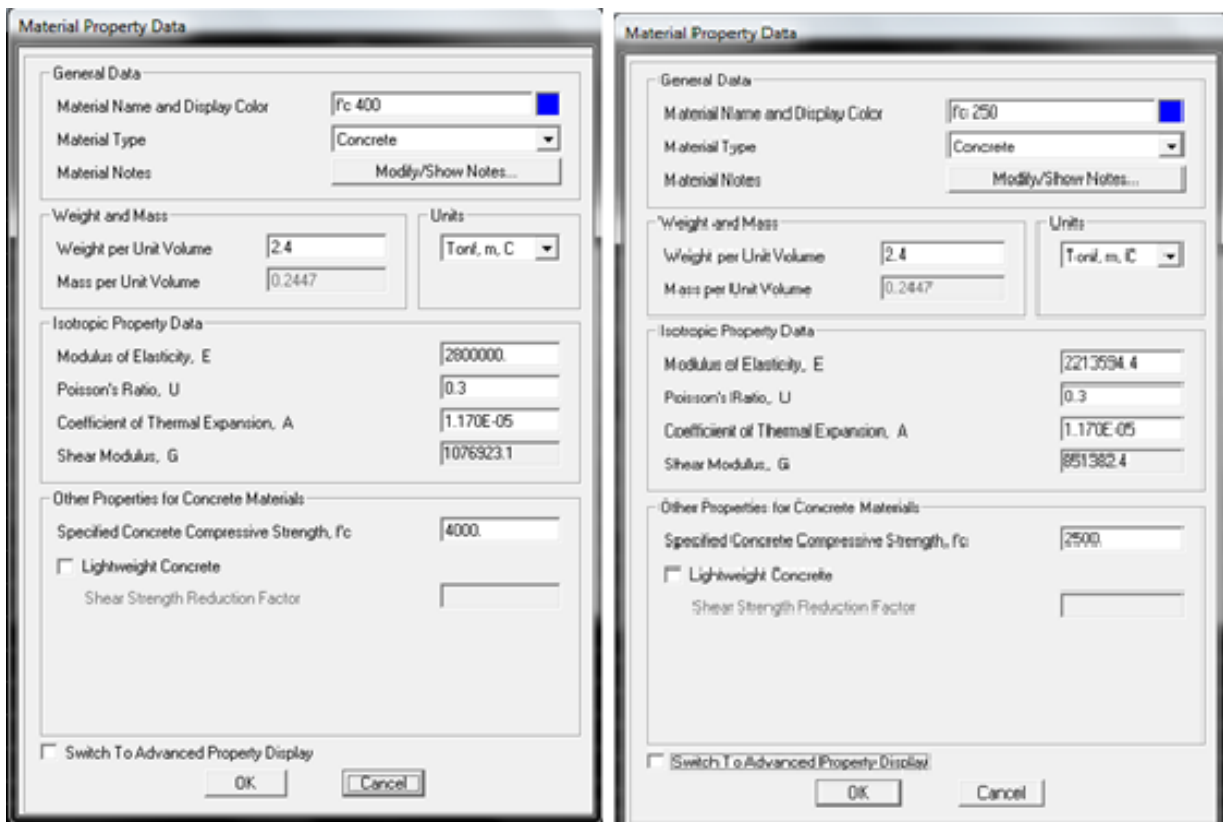 Material Property Data
General Data
Material Name and Display Color f'c 400
Material Type Concrete
Material Notes Modify/Show Notes...
Weight and Mass Units
Weight per Unit Volume 2.4 Tonf, m, C
Mass per Unit Volume 0.2447
Isotropic Property Data
Modulus of Elasticity, E 2800000.
Poisson's Ratio, U 0.3
Coefficient of Thermal Expansion, A 1.170E-05
Shear Modulus, G 1076923.1
Other Properties for Concrete Materials
Specified Concrete Compressive Strength, f'c 4000.
Lightweight Concrete
Shear Strength Reduction Factor
Switch To Advanced Property Display
OK Cancel
Material Property Data
General Data
Material Name and Display Color f'c 250
Material Type Concrete
Material Notes Modify/Show Notes...
Weight and Mass Units
Weight per Unit Volume 2.4 Tonf, m, C
Mass per Unit Volume 0.2447
Isotropic Property Data
Modulus of Elasticity, E 2213594.4
Poisson's Ratio, U 0.3
Coefficient of Thermal Expansion, A 1.170E-05
Shear Modulus, G 851382.4
Other Properties for Concrete Materials
Specified Concrete Compressive Strength, f'c 2500.
Lightweight Concrete
Shear Strength Reduction Factor
Switch To Advanced Property Display
OK Cancel